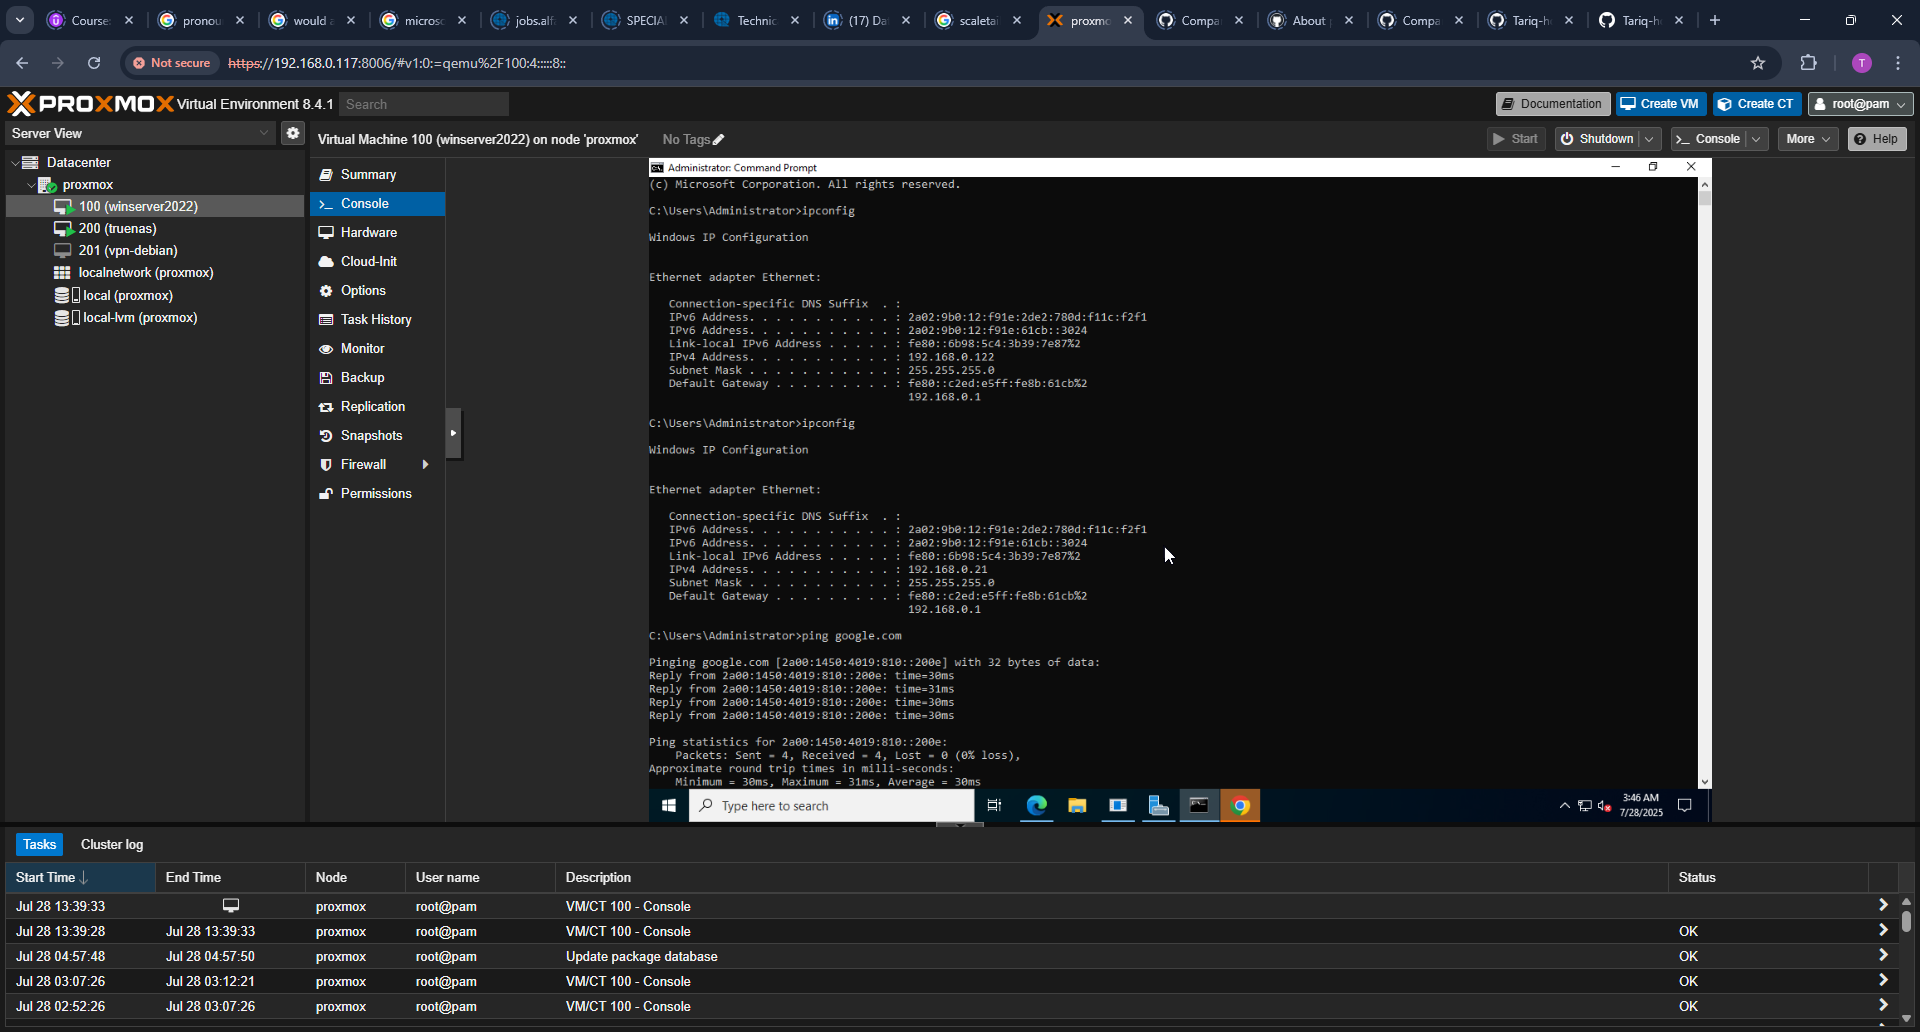 Course
pronou
would a
micros
jobs.alf
SPECIA
Technic
(17) Da
scaletai
proxmo
Compa
About
Compa
Tariq-h
Tariq-h
Not secure
https://192.168.0.117:8006/#v1:0:=qemu%2F100:4:::::8::
T
PROXMOX Virtual Environment 8.4.1
Search
Documentation
Create VM
Create CT
root@pam
Server View
Virtual Machine 100 (winserver2022) on node 'proxmox'
No Tags
Start
Shutdown
Console
More
Help
Datacenter
proxmox
100 (winserver2022)
200 (truenas)
201 (vpn-debian)
localnetwork (proxmox)
local (proxmox)
local-lvm (proxmox)
Summary
Console
Hardware
Cloud-Init
Options
Task History
Monitor
Backup
Replication
Snapshots
Firewall
Permissions
Administrator: Command Prompt
(c) Microsoft Corporation. All rights reserved.
C:\Users\Administrator>ipconfig
Windows IP Configuration
Ethernet adapter Ethernet:
Connection-specific DNS Suffix . :
IPv6 Address. . . . . . . . . . . : 2a02:9b0:12:f91e:2de2:780d:f11c:f2f1
IPv6 Address. . . . . . . . . . . : 2a02:9b0:12:f91e:61cb::3024
Link-local IPv6 Address . . . . . : fe80::6b98:5c4:3b39:7e87%2
IPv4 Address. . . . . . . . . . . : 192.168.0.122
Subnet Mask . . . . . . . . . . . : 255.255.255.0
Default Gateway . . . . . . . . . : fe80::c2ed:e5ff:fe8b:61cb%2
192.168.0.1
C:\Users\Administrator>ipconfig
Windows IP Configuration
Ethernet adapter Ethernet:
Connection-specific DNS Suffix . :
IPv6 Address. . . . . . . . . . . : 2a02:9b0:12:f91e:2de2:780d:f11c:f2f1
IPv6 Address. . . . . . . . . . . : 2a02:9b0:12:f91e:61cb::3024
Link-local IPv6 Address . . . . . : fe80::6b98:5c4:3b39:7e87%2
IPv4 Address. . . . . . . . . . . : 192.168.0.21
Subnet Mask . . . . . . . . . . . : 255.255.255.0
Default Gateway . . . . . . . . . : fe80::c2ed:e5ff:fe8b:61cb%2
192.168.0.1
C:\Users\Administrator>ping google.com
Pinging google.com [2a00:1450:4019:810::200e] with 32 bytes of data:
Reply from 2a00:1450:4019:810::200e: time=30ms
Reply from 2a00:1450:4019:810::200e: time=31ms
Reply from 2a00:1450:4019:810::200e: time=30ms
Reply from 2a00:1450:4019:810::200e: time=30ms
Ping statistics for 2a00:1450:4019:810::200e:
Packets: Sent = 4, Received = 4, Lost = 0 (0% loss),
Approximate round trip times in milli-seconds:
Minimum = 30ms, Maximum = 31ms, Average = 30ms
Type here to search
3:46 AM
7/28/2025
Tasks
Cluster log
Start Time End Time Node User name Description Status
Jul 28 13:39:33 proxmox root@pam VM/CT 100 - Console
Jul 28 13:39:28 Jul 28 13:39:33 proxmox root@pam VM/CT 100 - Console OK
Jul 28 04:57:48 Jul 28 04:57:50 proxmox root@pam Update package database OK
Jul 28 03:07:26 Jul 28 03:12:21 proxmox root@pam VM/CT 100 - Console OK
Jul 28 02:52:26 Jul 28 03:07:26 proxmox root@pam VM/CT 100 - Console OK